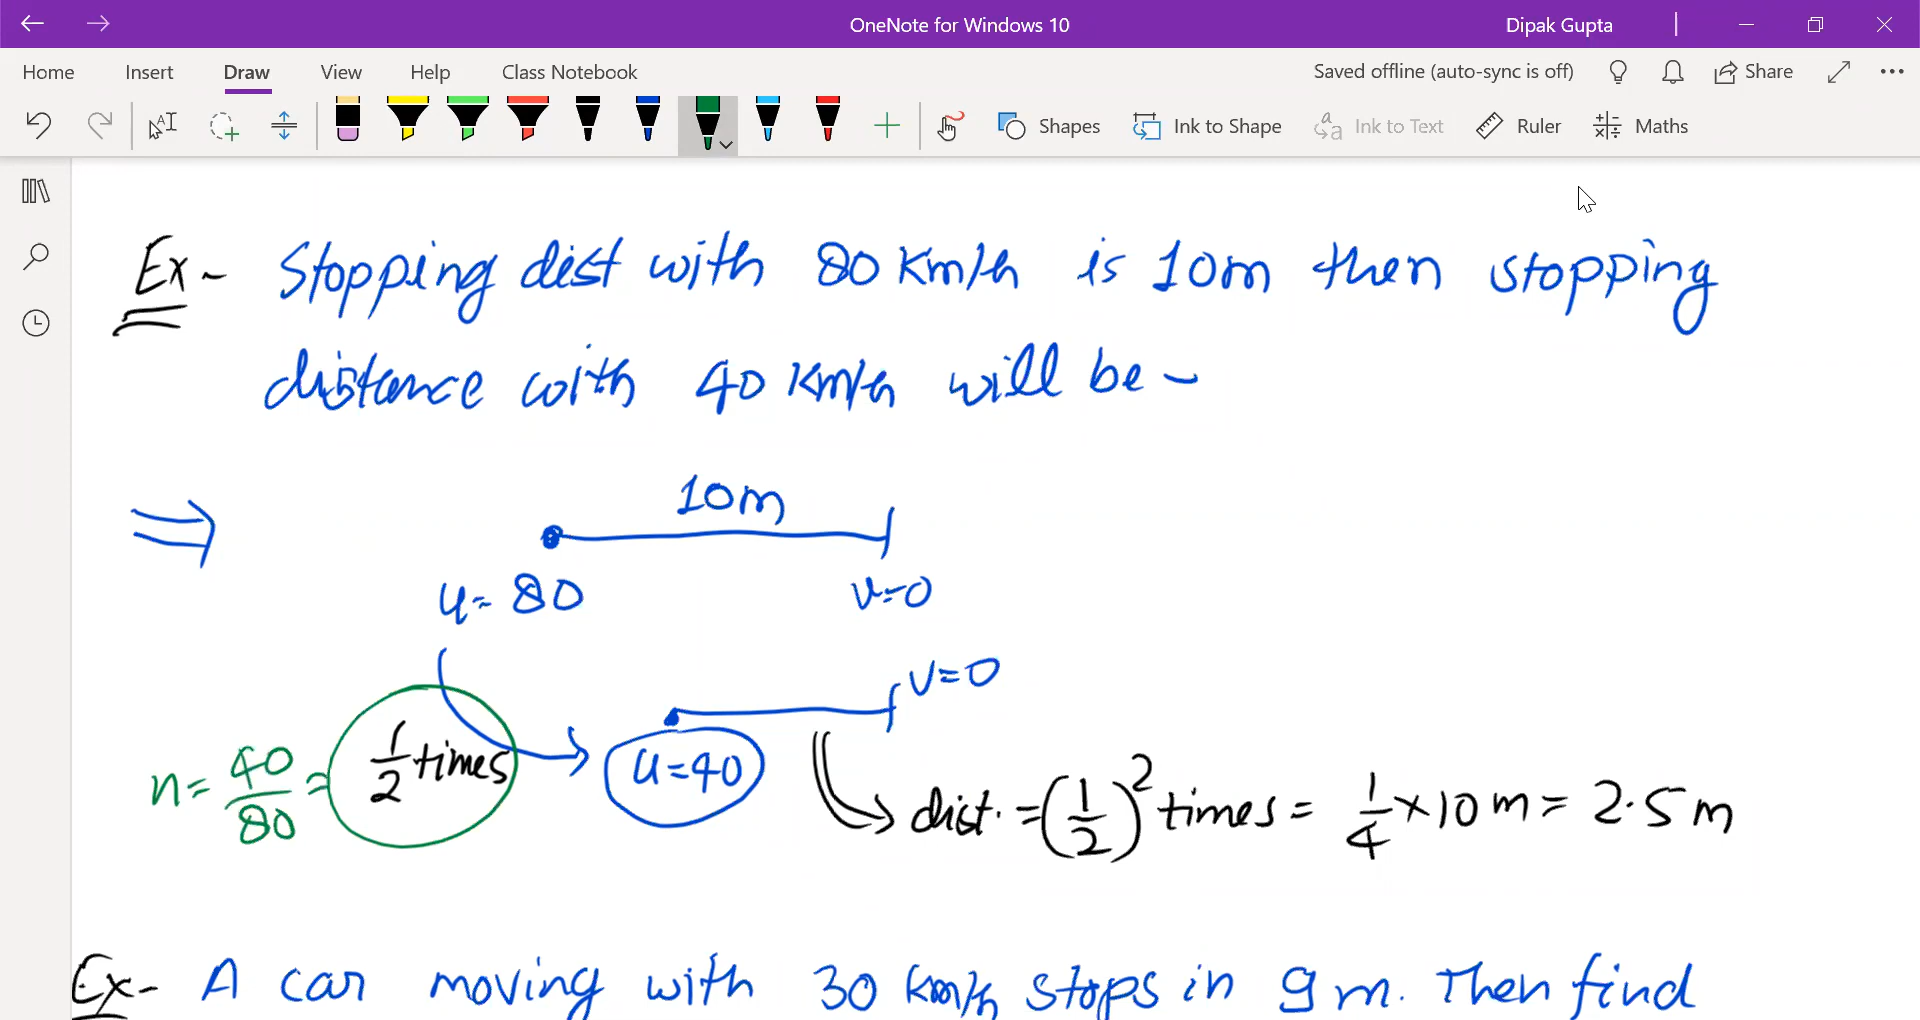 OneNote for Windows 10
Dipak Gupta
Home Insert Draw View Help Class Notebook
Saved offline (auto-sync is off) Share
Shapes Ink to Shape Ink to Text Ruler Maths
Ex - Stopping dist with 80 Km/h is 10m then stopping
distance with 40 Km/h will be -
⇒ 10m
u = 80 v=0
v=0
n = 40/80 = 1/2 times u=40
dist. = (1/2)² times = 1/4 × 10 m = 2.5 m
Ex - A car moving with 30 Km/h stops in 9 m. Then find